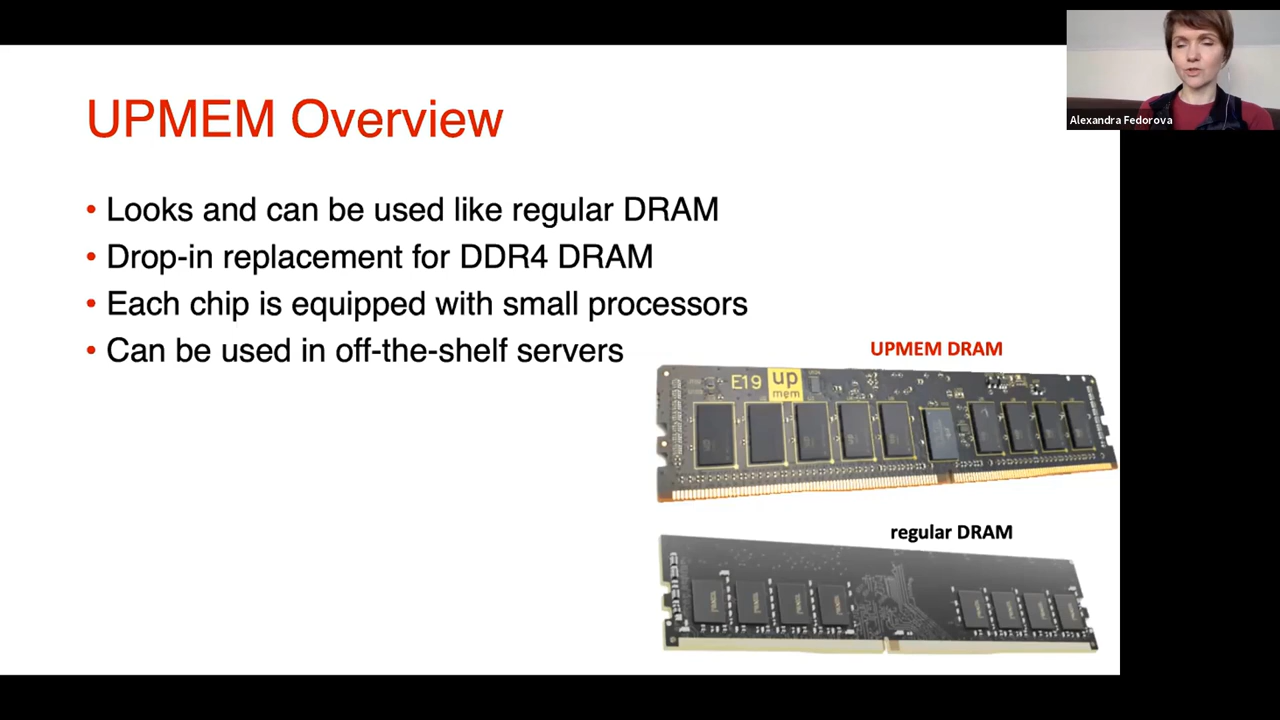 Alexandra Fedorova
UPMEM Overview
• Looks and can be used like regular DRAM
• Drop-in replacement for DDR4 DRAM
• Each chip is equipped with small processors
• Can be used in off-the-shelf servers
UPMEM DRAM
E19
up
mem
regular DRAM